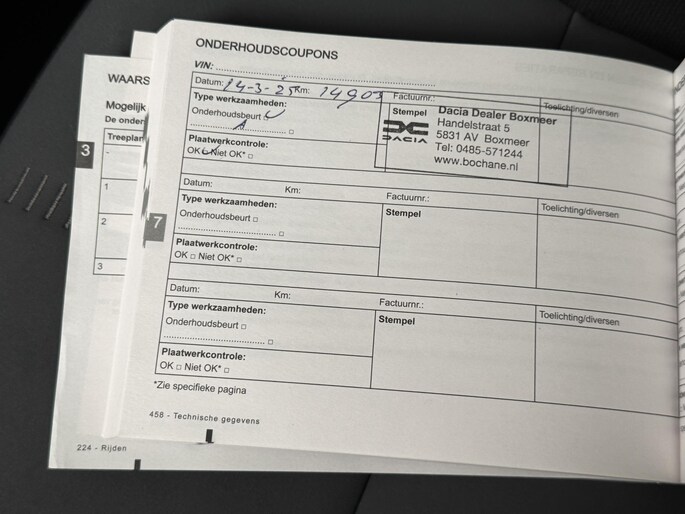 ONDERHOUDSCOUPONS
VIN:
Datum: 14-3-25 Km: 14903 Factuurnr.: Toelichting/diversen
Type werkzaamheden:
Onderhoudsbeurt
A □
Plaatwerkcontrole:
OK Niet OK* □
Stempel
DACIA
Dacia Dealer Boxmeer
Handelstraat 5
5831 AV Boxmeer
Tel: 0485-571244
www.bochane.nl
Datum: Km: Factuurnr.: Toelichting/diversen
Type werkzaamheden:
Onderhoudsbeurt □
□
Plaatwerkcontrole:
OK □ Niet OK* □
Stempel
Datum: Km: Factuurnr.: Toelichting/diversen
Type werkzaamheden:
Onderhoudsbeurt □
□
Plaatwerkcontrole:
OK □ Niet OK* □
Stempel
*Zie specifieke pagina
458 - Technische gegevens
7
WAARS
Mogelijk
De onder
Treeplan
-
1
2
3
3
224 - Rijden